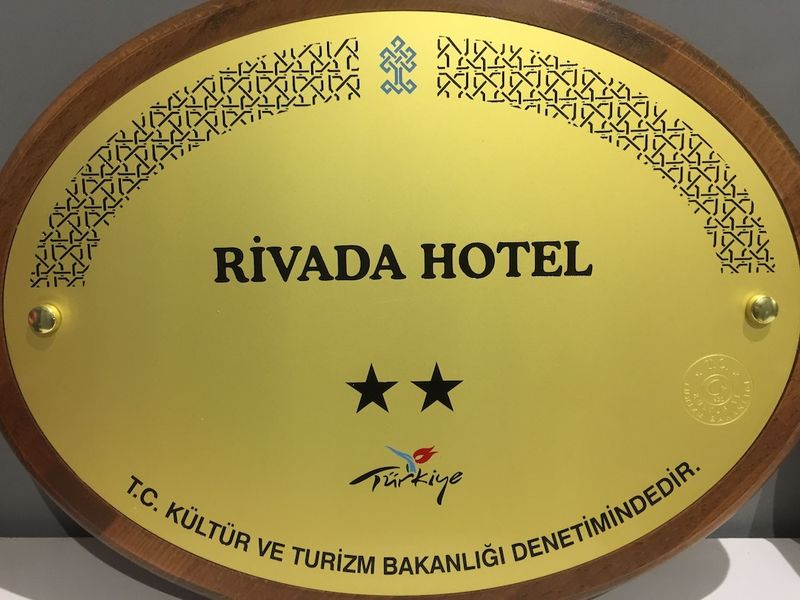 RİVADA HOTEL
Türkiye
T.C. KÜLTÜR VE TURİZM BAKANLIĞI DENETİMİNDEDİR.